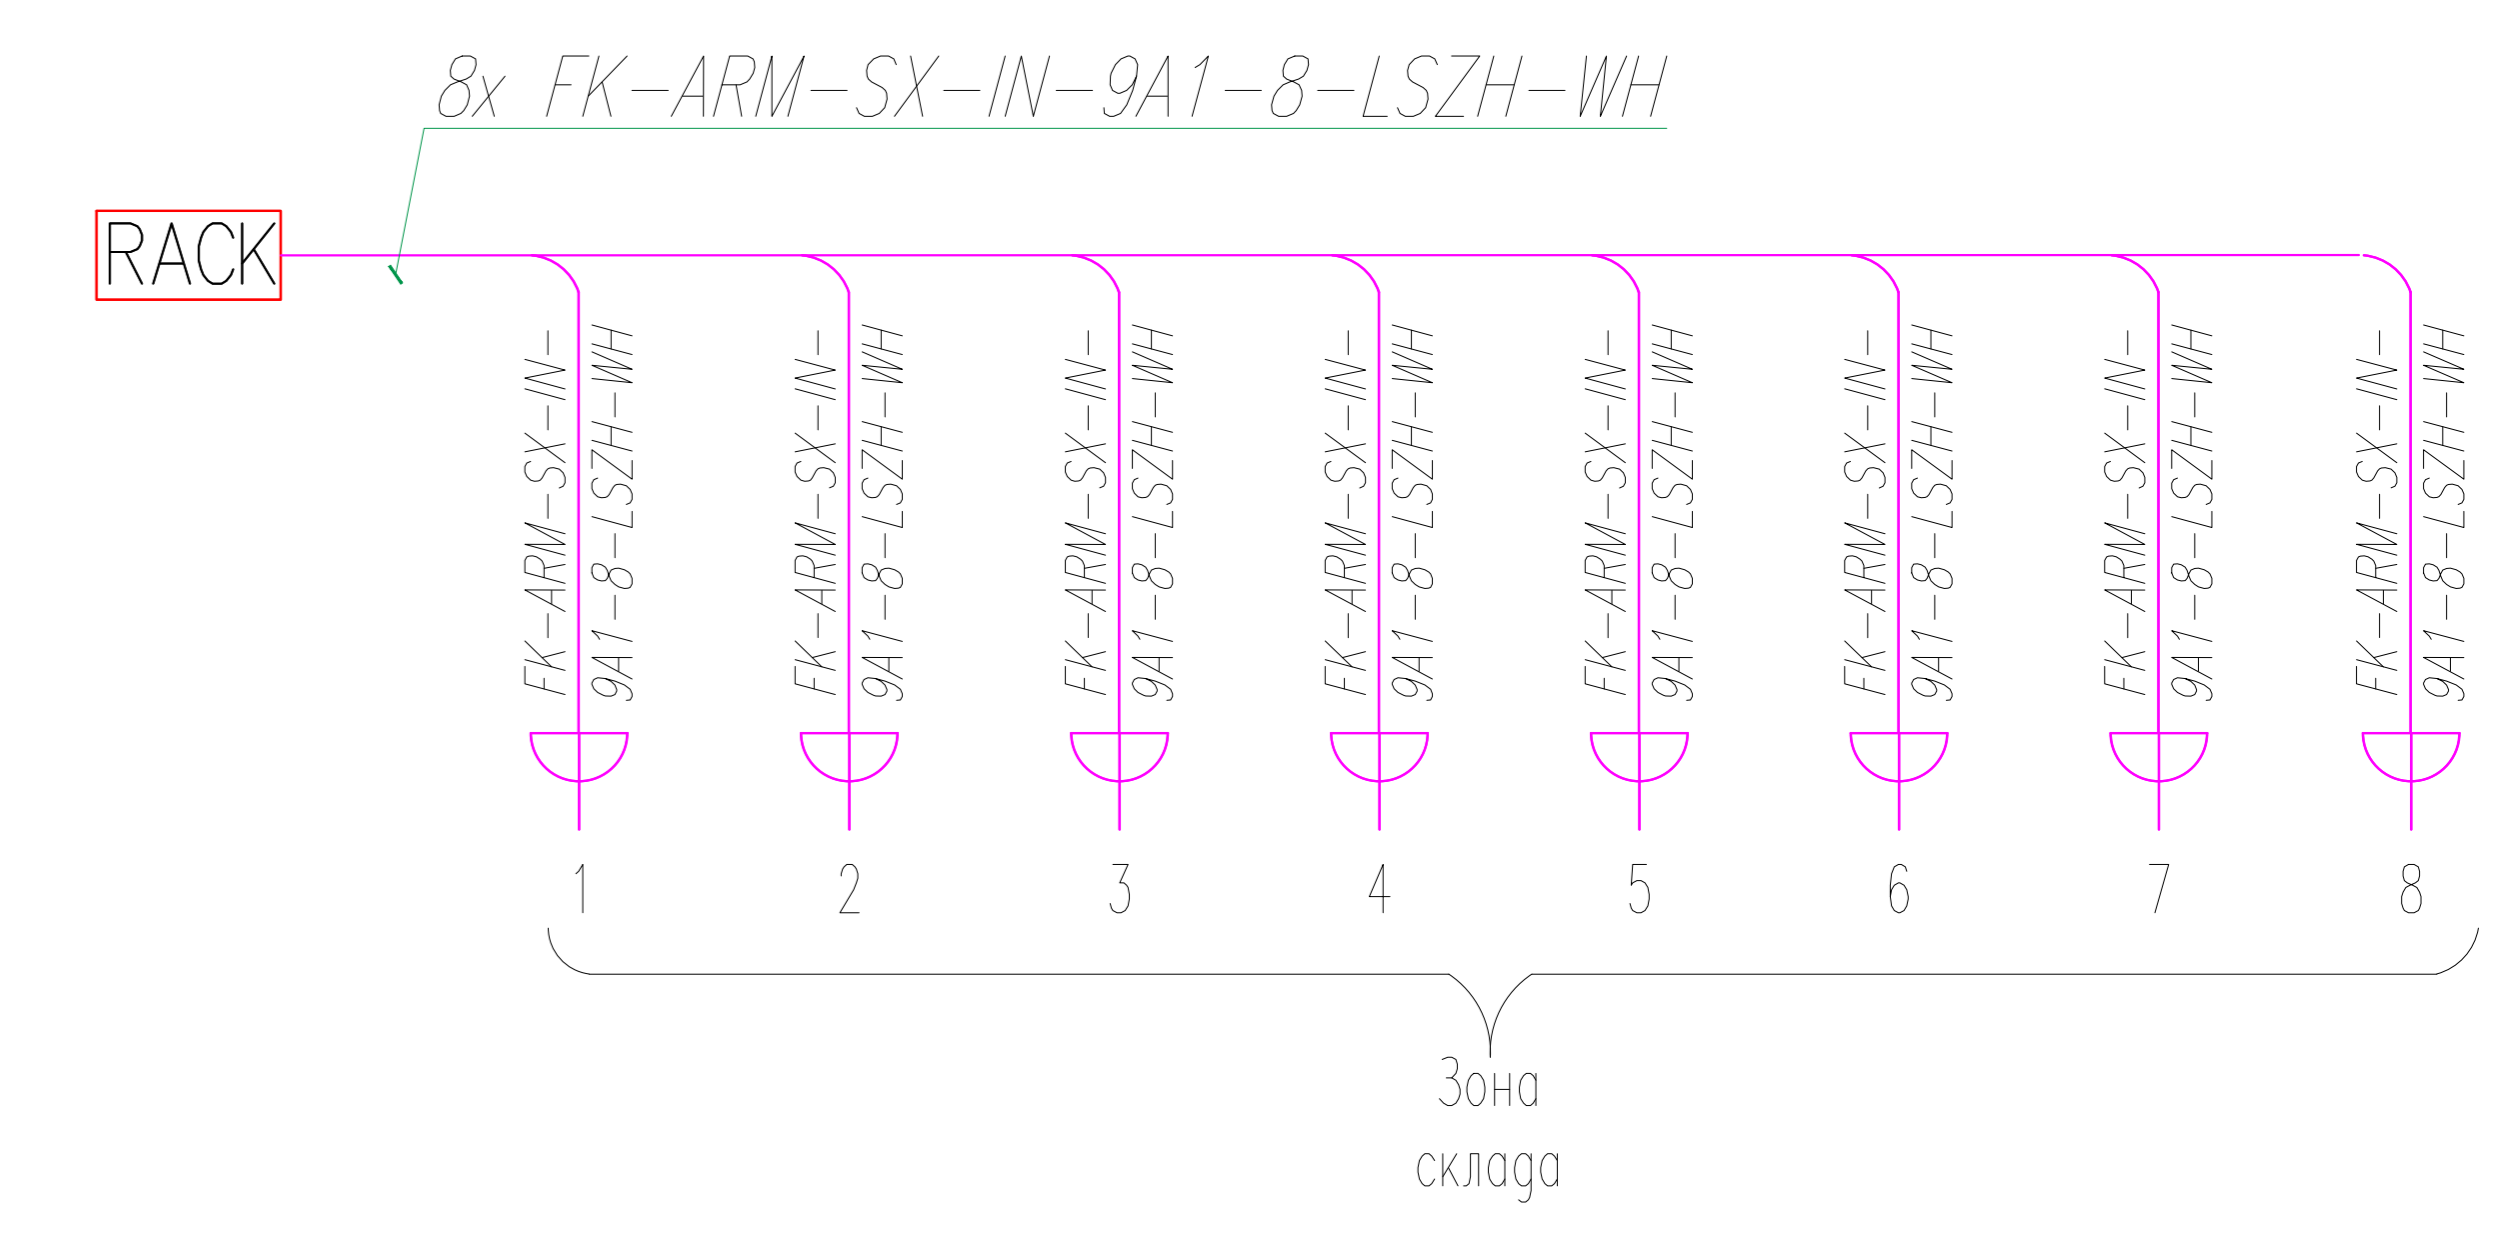 8x FK-ARM-SX-IN-9A1-8-LSZH-WH
RACK
FK-ARM-SX-IN-
9A1-8-LSZH-WH
FK-ARM-SX-IN-
9A1-8-LSZH-WH
FK-ARM-SX-IN-
9A1-8-LSZH-WH
FK-ARM-SX-IN-
9A1-8-LSZH-WH
FK-ARM-SX-IN-
9A1-8-LSZH-WH
FK-ARM-SX-IN-
9A1-8-LSZH-WH
FK-ARM-SX-IN-
9A1-8-LSZH-WH
FK-ARM-SX-IN-
9A1-8-LSZH-WH
1 2 3 4 5 6 7 8
Зона
склада